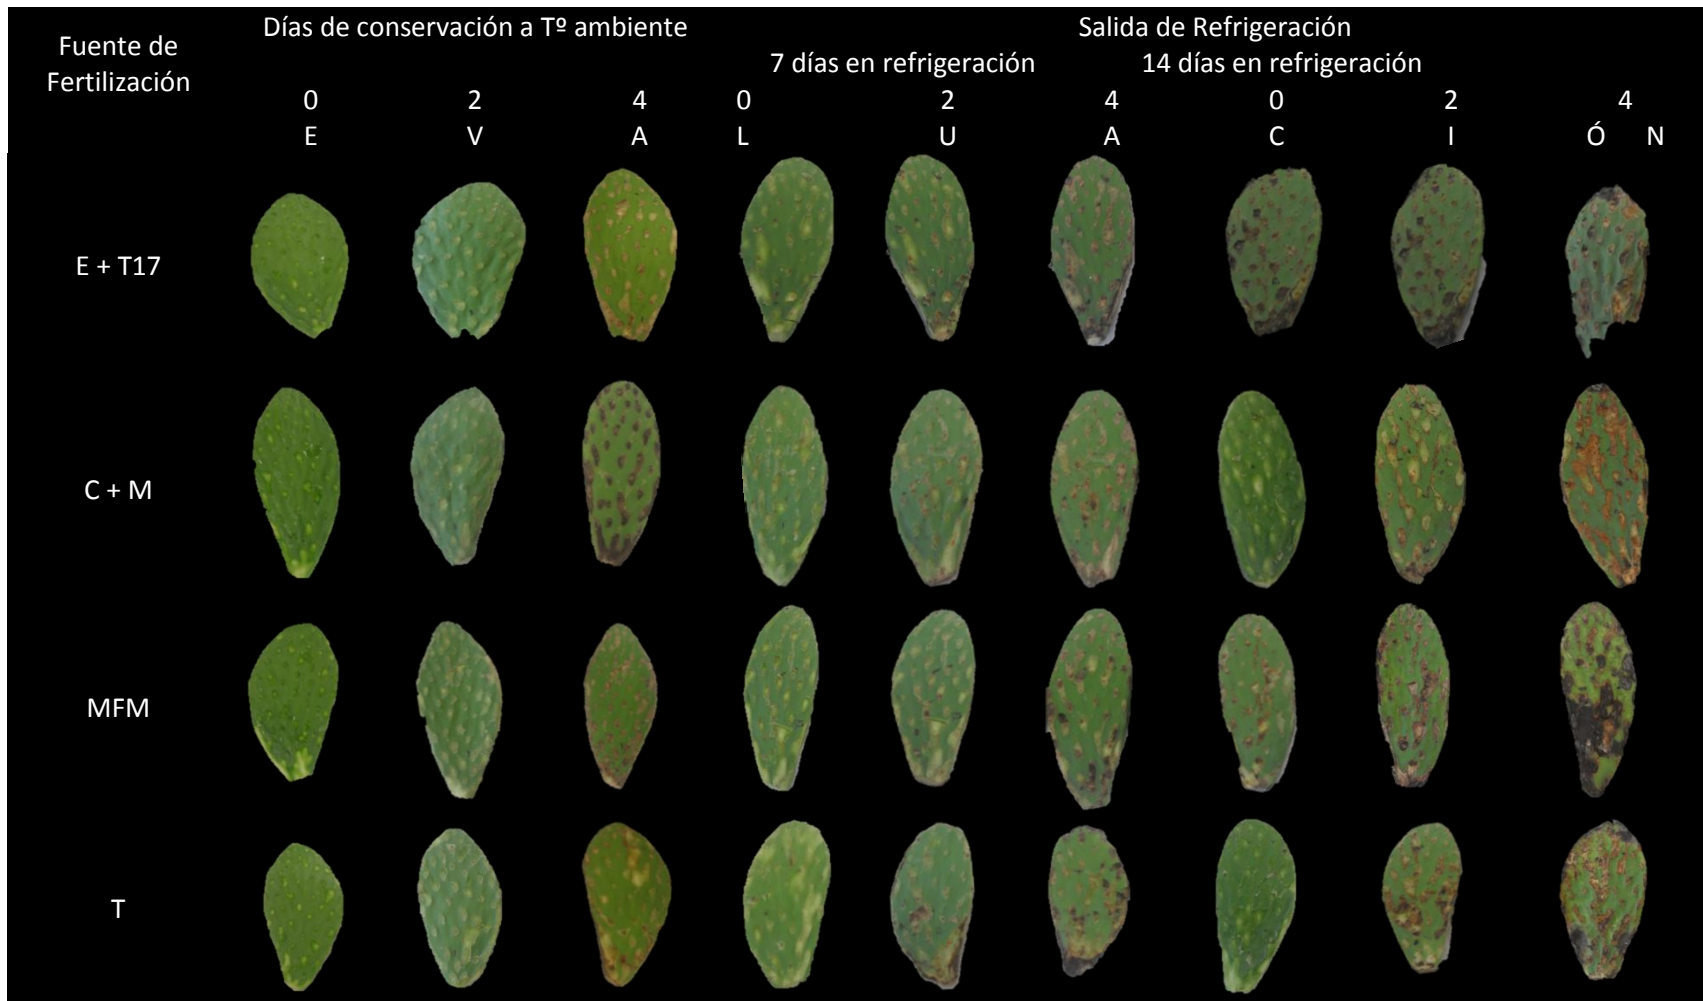 Días de conservación a Tº ambiente
Salida de Refrigeración
Fuente de
Fertilización
7 días en refrigeración
14 días en refrigeración
0 2 4 0 2 4 0 2 4
E V A L U A C I Ó N
E + T17
C + M
MFM
T